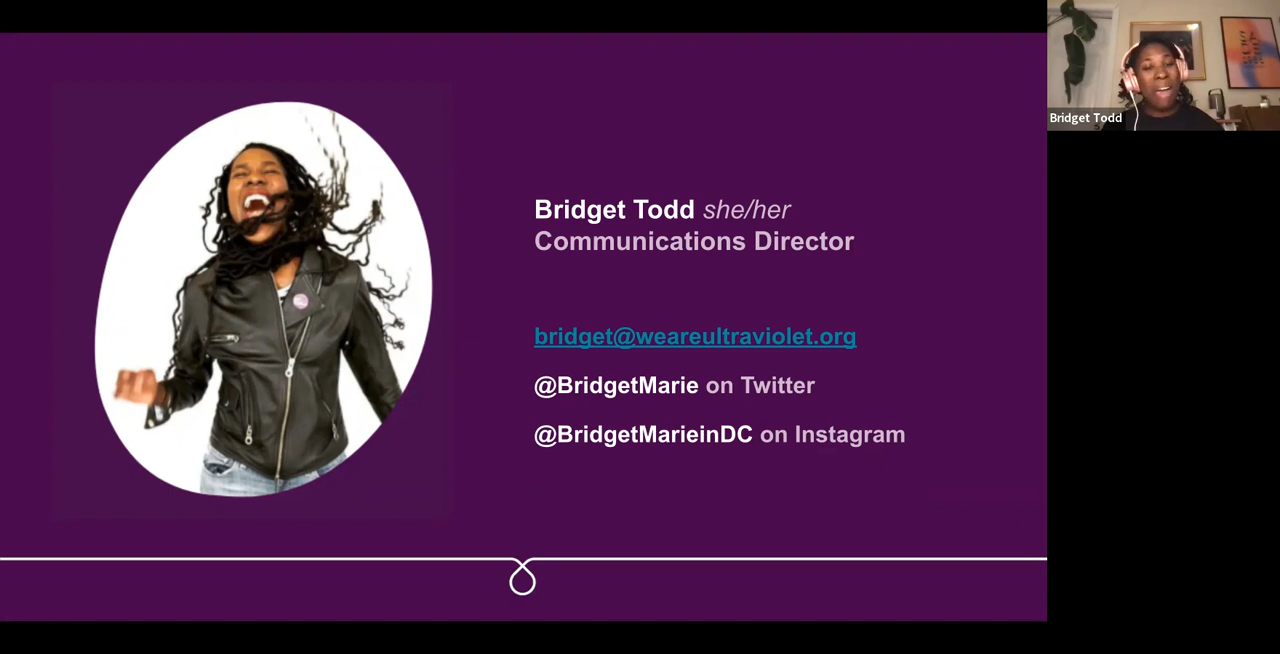 Bridget Todd she/her
Communications Director
bridget@weareultraviolet.org
@BridgetMarie on Twitter
@BridgetMarieinDC on Instagram
Bridget Todd